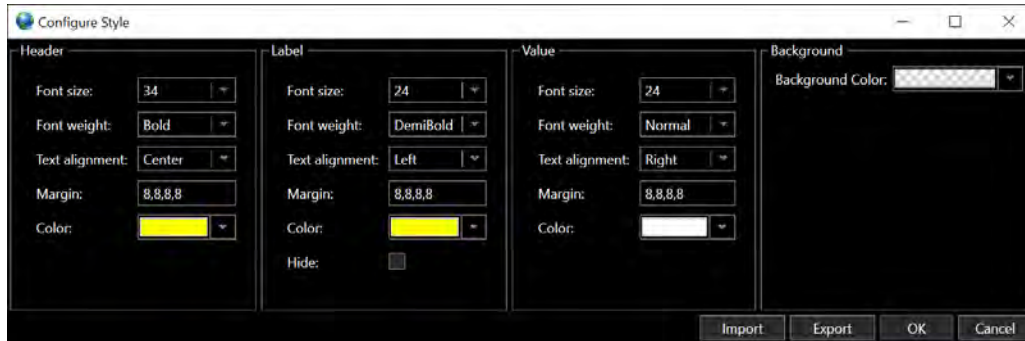 Configure Style
Header
Font size: 34
Font weight: Bold
Text alignment: Center
Margin: 8,8,8,8
Color:
Label
Font size: 24
Font weight: DemiBold
Text alignment: Left
Margin: 8,8,8,8
Color:
Hide:
Value
Font size: 24
Font weight: Normal
Text alignment: Right
Margin: 8,8,8,8
Color:
Background
Background Color:
Import Export OK Cancel